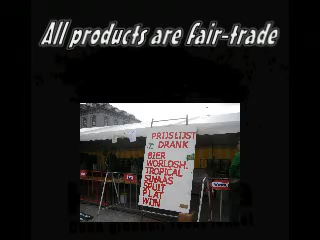 All products are fair-trade
PRIJSLIJST
DRANK
BIER
WORLDSH.
TROPICAL
SINAAS
SPUIT
PLAT
WIJN